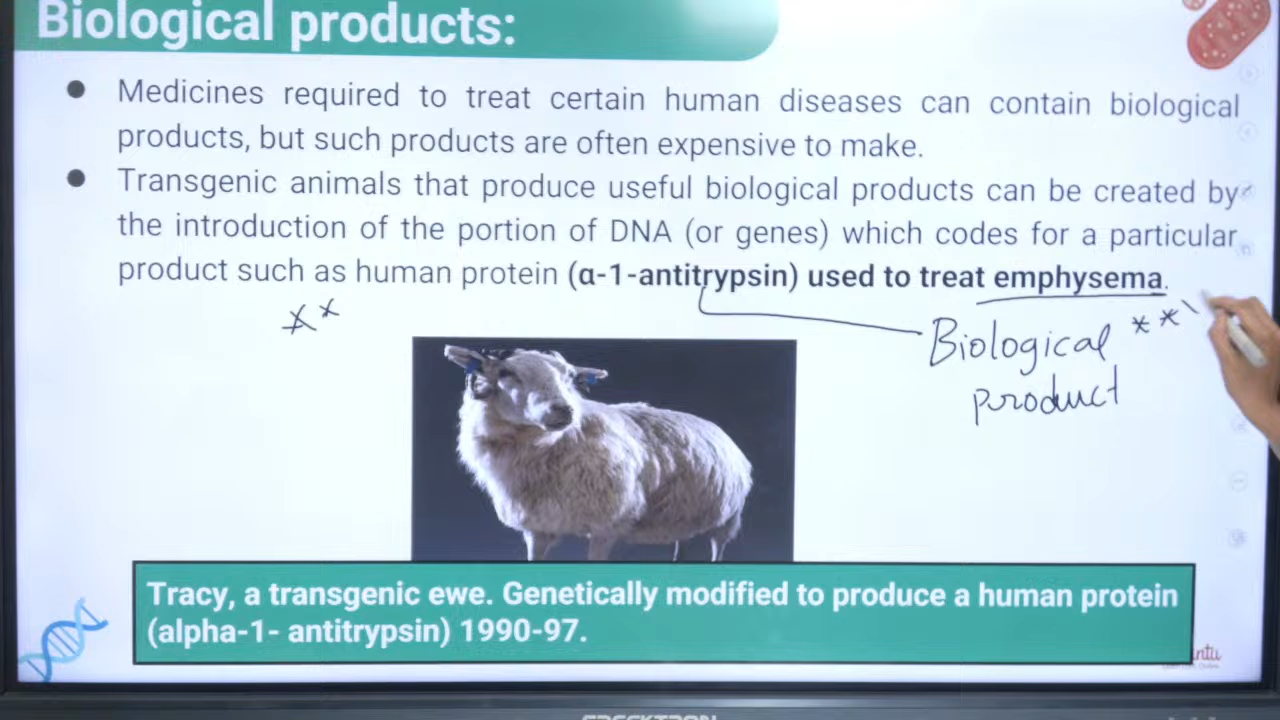 Biological products:
● Medicines required to treat certain human diseases can contain biological
products, but such products are often expensive to make.
● Transgenic animals that produce useful biological products can be created by
the introduction of the portion of DNA (or genes) which codes for a particular
product such as human protein (α-1-antitrypsin) used to treat emphysema.
Biological **
product
Tracy, a transgenic ewe. Genetically modified to produce a human protein
(alpha-1- antitrypsin) 1990-97.